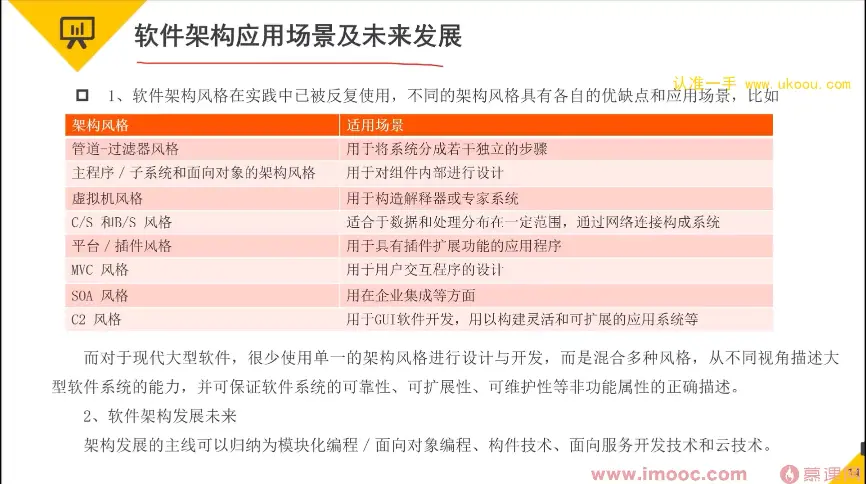 软件架构应用场景及未来发展
认准一手 www.ukoou.com
1、软件架构风格在实践中已被反复使用，不同的架构风格具有各自的优缺点和应用场景，比如
架构风格 适用场景
管道-过滤器风格 用于将系统分成若干独立的步骤
主程序/子系统和面向对象的架构风格 用于对组件内部进行设计
虚拟机风格 用于构造解释器或专家系统
C/S 和B/S 风格 适合于数据和处理分布在一定范围，通过网络连接构成系统
平台/插件风格 用于具有插件扩展功能的应用程序
MVC 风格 用于用户交互程序的设计
SOA 风格 用在企业集成等方面
C2 风格 用于GUI软件开发，用以构建灵活和可扩展的应用系统等
而对于现代大型软件，很少使用单一的架构风格进行设计与开发，而是混合多种风格，从不同视角描述大
型软件系统的能力，并可保证软件系统的可靠性、可扩展性、可维护性等非功能属性的正确描述。
2、软件架构发展未来
架构发展的主线可以归纳为模块化编程/面向对象编程、构件技术、面向服务开发技术和云技术。
www.imooc.com 慕课